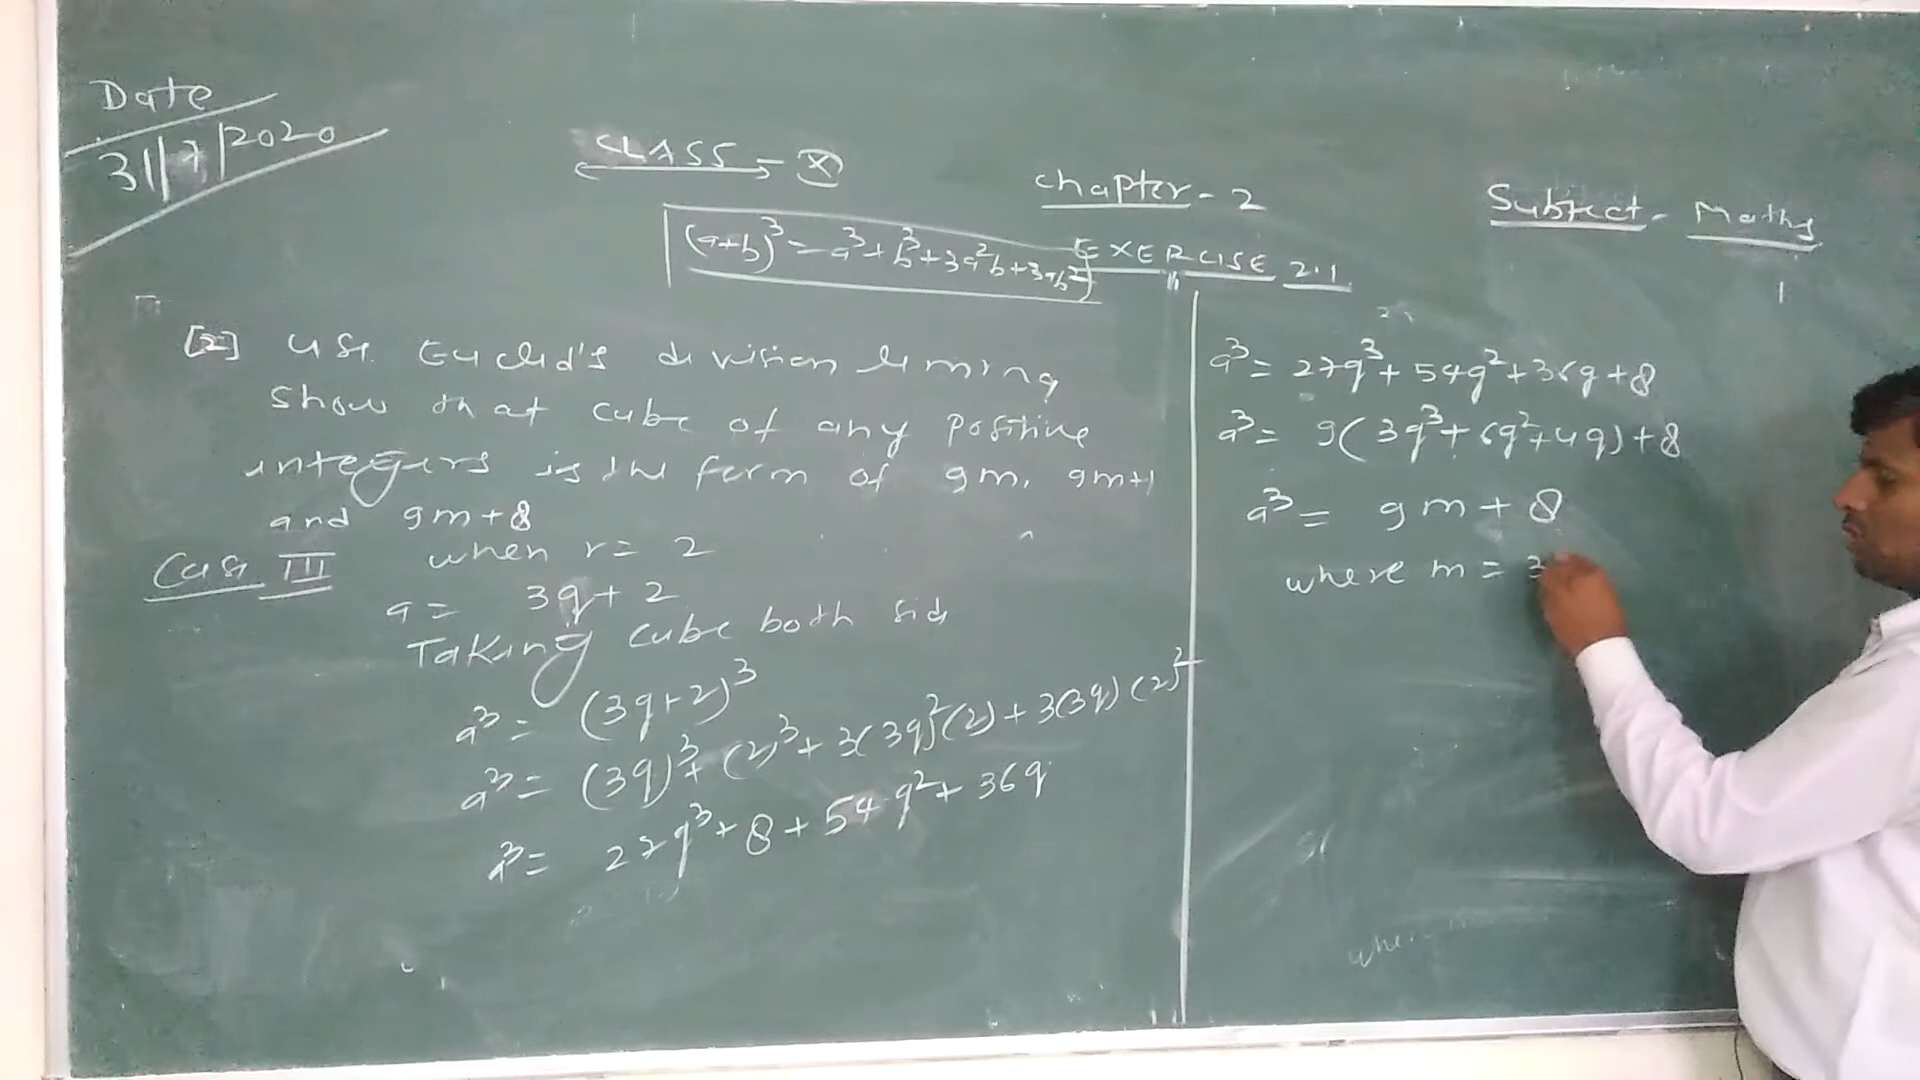 Date
31/7/2020
CLASS - X
Chapter - 2
Subject - Maths
(a+b)³ = a³+b³+3a²b+3ab²
EXERCISE 2.1
[2] Use Euclid's division
show that cube of any positive
integers is the form of 9m, 9m+1
and 9m+8
Case III when r = 2
a = 3q+2
Taking cube both sid
a³ = (3q+2)³
a³ = (3q)³+(2)³+3(3q)²(2)+3(3q)(2)²
a³ = 27q³+8+54q²+36q
a³ = 27q³+54q²+36q+8
a³ = 9(3q³+6q²+4q)+8
a³ = 9m+8
where m = 3